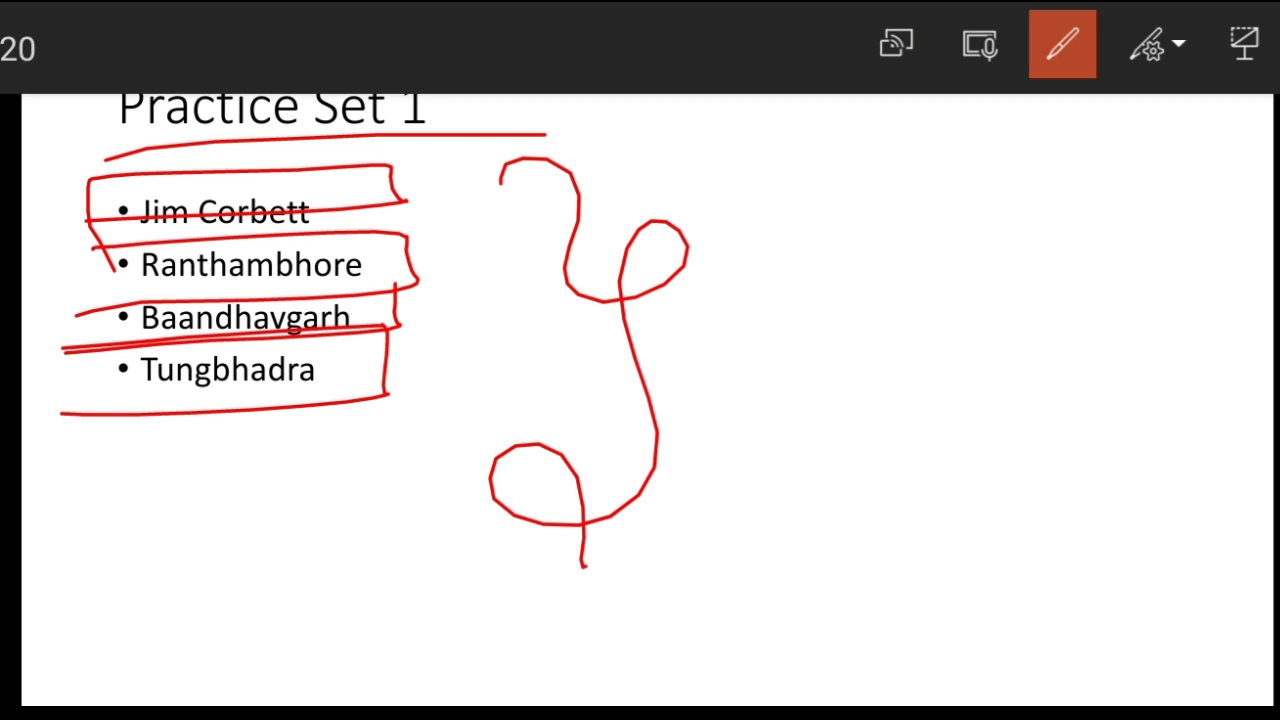 20
Practice Set 1
• Jim Corbett
• Ranthambhore
• Baandhavgarh
• Tungbhadra